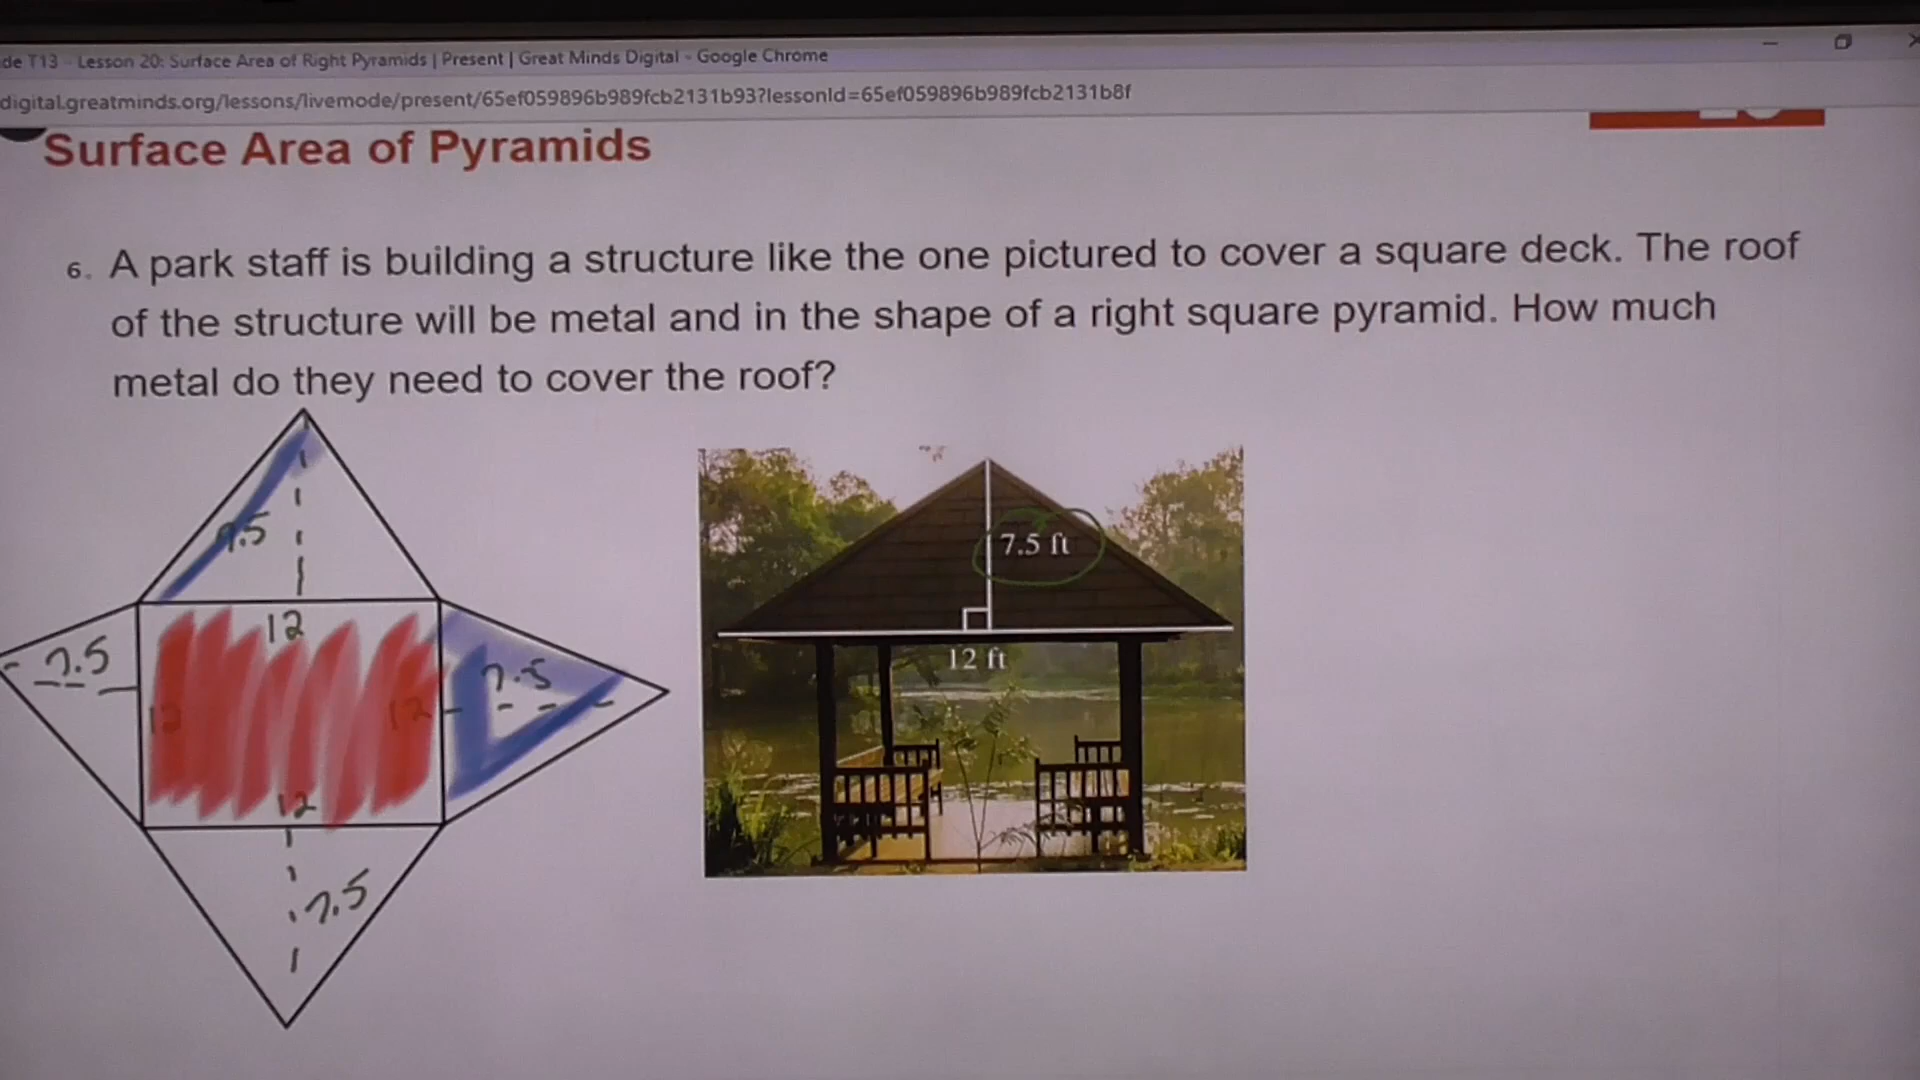 de T13 - Lesson 20: Surface Area of Right Pyramids | Present | Great Minds Digital - Google Chrome
digital.greatminds.org/lessons/livemode/present/65ef059896b989fcb2131b93?lessonId=65ef059896b989fcb2131b8f
Surface Area of Pyramids
6. A park staff is building a structure like the one pictured to cover a square deck. The roof
of the structure will be metal and in the shape of a right square pyramid. How much
metal do they need to cover the roof?
7.5
12
7.5
7.5
12
12
12
7.5
7.5 ft
12 ft